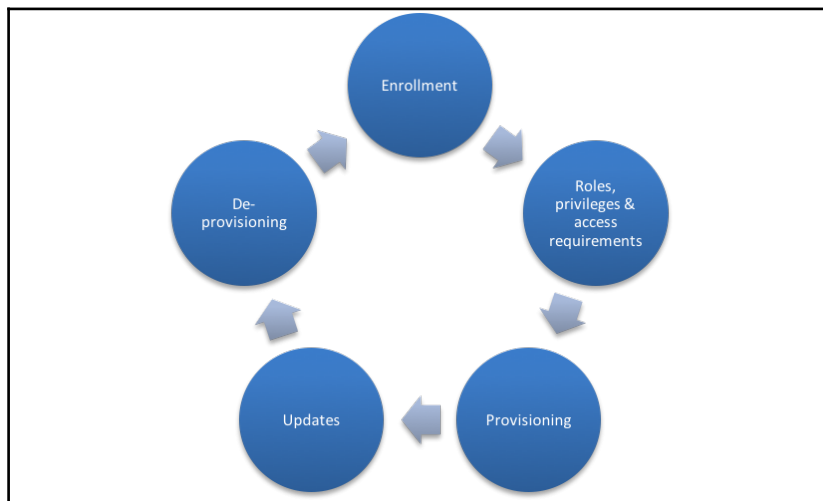 Enrollment
Roles,
privileges &
access
requirements
Provisioning
Updates
De-
provisioning